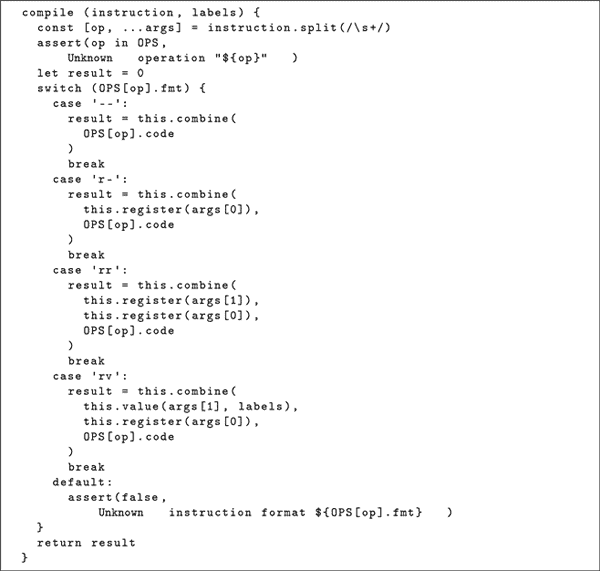 compile (instruction, labels) {
const [op, ...args] = instruction.split(/\s+/)
assert(op in OPS,
Unknown operation "${op}" )
let result = 0
switch (OPS[op].fmt) {
case '--':
result = this.combine(
OPS[op].code
)
break
case 'r-':
result = this.combine(
this.register(args[0]),
OPS[op].code
)
break
case 'rr':
result = this.combine(
this.register(args[1]),
this.register(args[0]),
OPS[op].code
)
break
case 'rv':
result = this.combine(
this.value(args[1], labels),
this.register(args[0]),
OPS[op].code
)
break
default:
assert(false,
Unknown instruction format ${OPS[op].fmt} )
}
return result
}